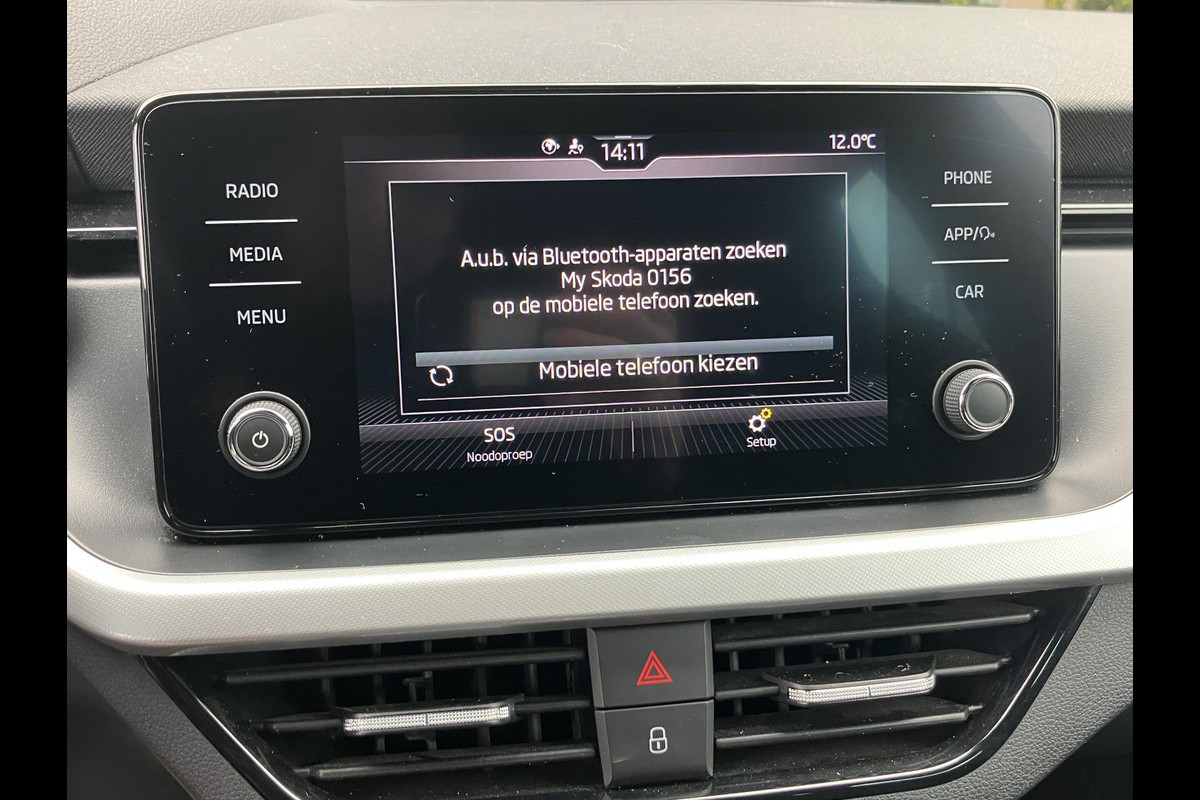 14:11
12.0°C
RADIO
MEDIA
MENU
PHONE
APP/
CAR
A.u.b. via Bluetooth-apparaten zoeken
My Skoda 0156
op de mobiele telefoon zoeken.
Mobiele telefoon kiezen
SOS
Noodoproep
Setup